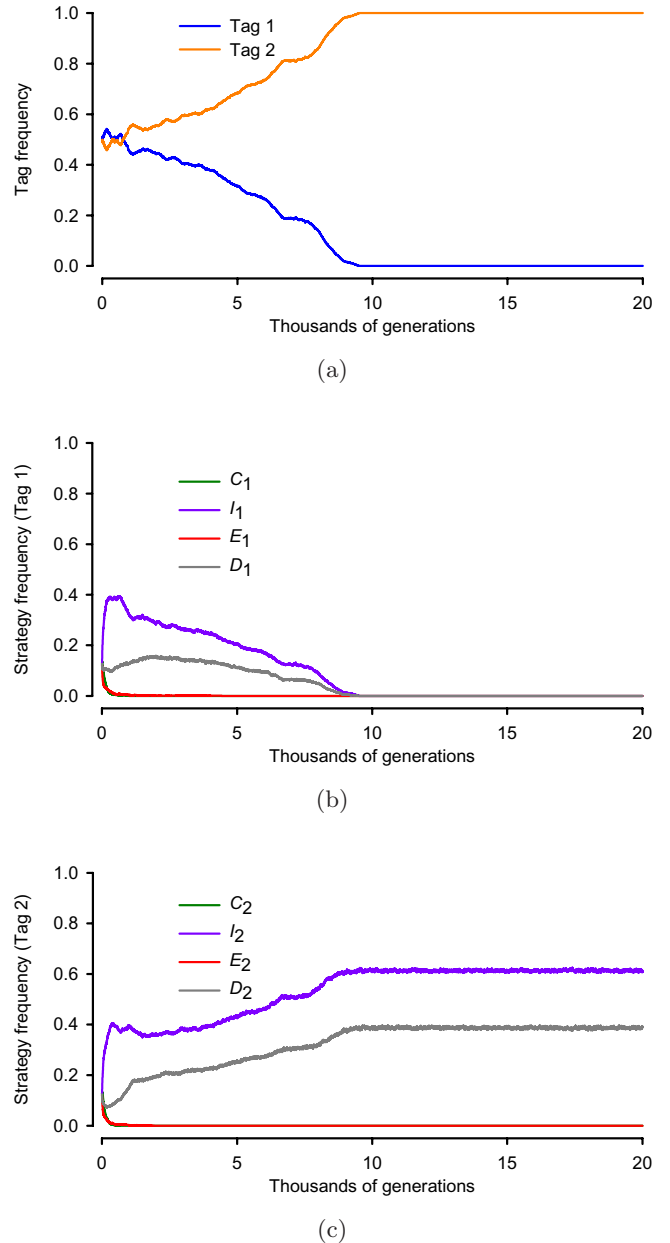 1.0
0.8
0.6
0.4
0.2
0.0
Tag frequency
Tag 1
Tag 2
0 5 10 15 20
Thousands of generations
(a)
1.0
0.8
0.6
0.4
0.2
0.0
Strategy frequency (Tag 1)
C1
I1
E1
D1
0 5 10 15 20
Thousands of generations
(b)
1.0
0.8
0.6
0.4
0.2
0.0
Strategy frequency (Tag 2)
C2
I2
E2
D2
0 5 10 15 20
Thousands of generations
(c)